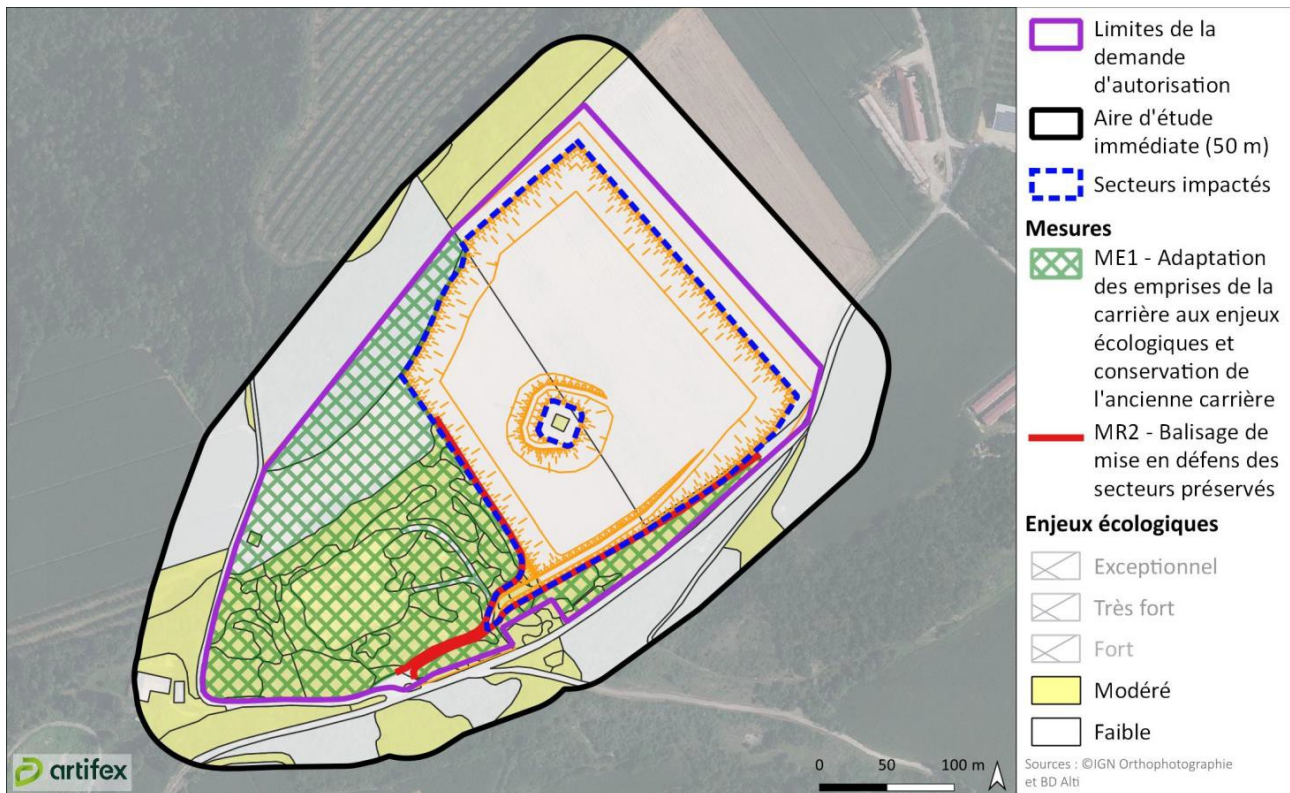 Limites de la
demande
d'autorisation
Aire d'étude
immédiate (50 m)
Secteurs impactés
Mesures
ME1 - Adaptation
des emprises de la
carrière aux enjeux
écologiques et
conservation de
l'ancienne carrière
MR2 - Balisage de
mise en défens des
secteurs préservés
Enjeux écologiques
Exceptionnel
Très fort
Fort
Modéré
Faible
Sources : ©IGN Orthophotographie
et BD Alti
artifex
0 50 100 m